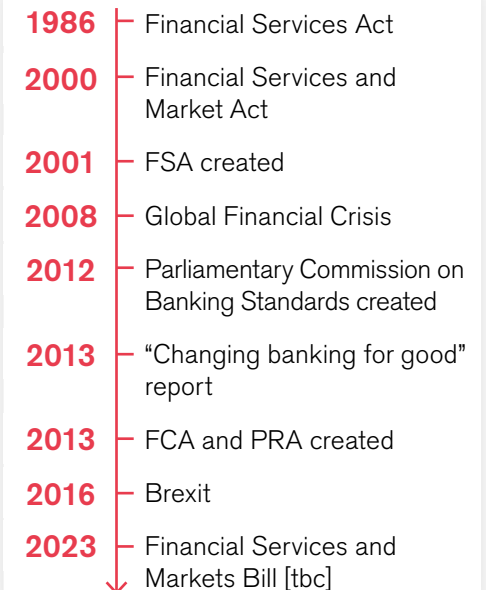 1986 Financial Services Act
2000 Financial Services and
Market Act
2001 FSA created
2008 Global Financial Crisis
2012 Parliamentary Commission on
Banking Standards created
2013 “Changing banking for good”
report
2013 FCA and PRA created
2016 Brexit
2023 Financial Services and
Markets Bill [tbc]